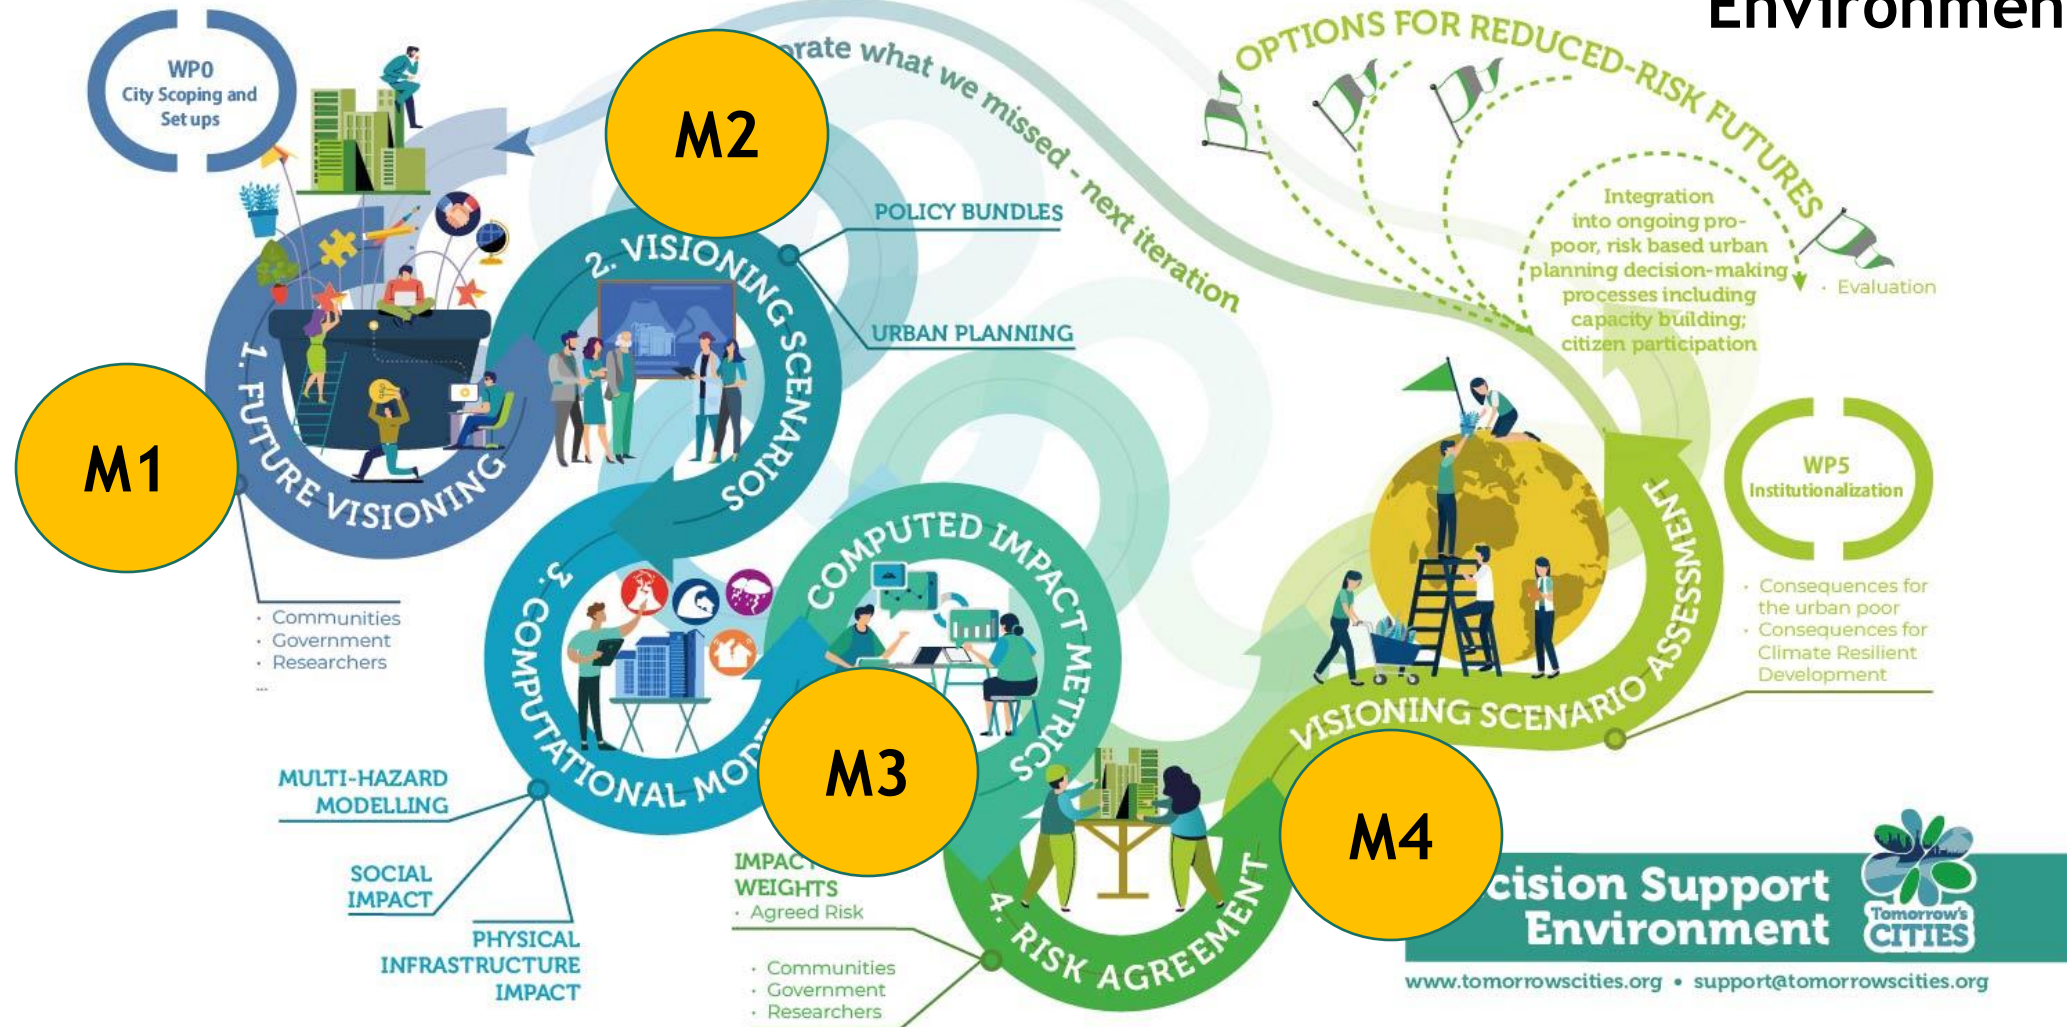 Environmen
WP0
City Scoping and
Set ups
M2
orate what we missed - next iteration
OPTIONS FOR REDUCED-RISK FUTURES
Integration
into ongoing pro-
poor, risk based urban
planning decision-making
processes including
capacity building;
citizen participation
· Evaluation
POLICY BUNDLES
URBAN PLANNING
2. VISIONING SCENARIOS
M1
1. FUTURE VISIONING
· Communities
· Government
· Researchers
...
3. COMPUTATIONAL MODE
COMPUTED IMPACT METRICS
M3
MULTI-HAZARD
MODELLING
SOCIAL
IMPACT
PHYSICAL
INFRASTRUCTURE
IMPACT
IMPACT
WEIGHTS
· Agreed Risk
· Communities
· Government
· Researchers
4. RISK AGREEMENT
M4
VISIONING SCENARIO ASSESSMENT
WP5
Institutionalization
· Consequences for
the urban poor
· Consequences for
Climate Resilient
Development
cision Support
Environment
Tomorrow's
CITIES
www.tomorrowscities.org • support@tomorrowscities.org